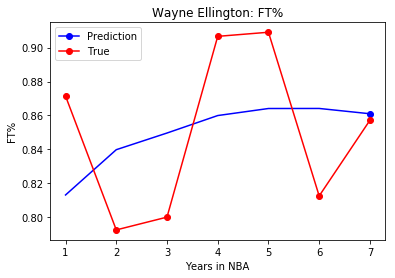 Wayne Ellington: FT%
Prediction
True
FT%
0.90
0.88
0.86
0.84
0.82
0.80
1 2 3 4 5 6 7
Years in NBA